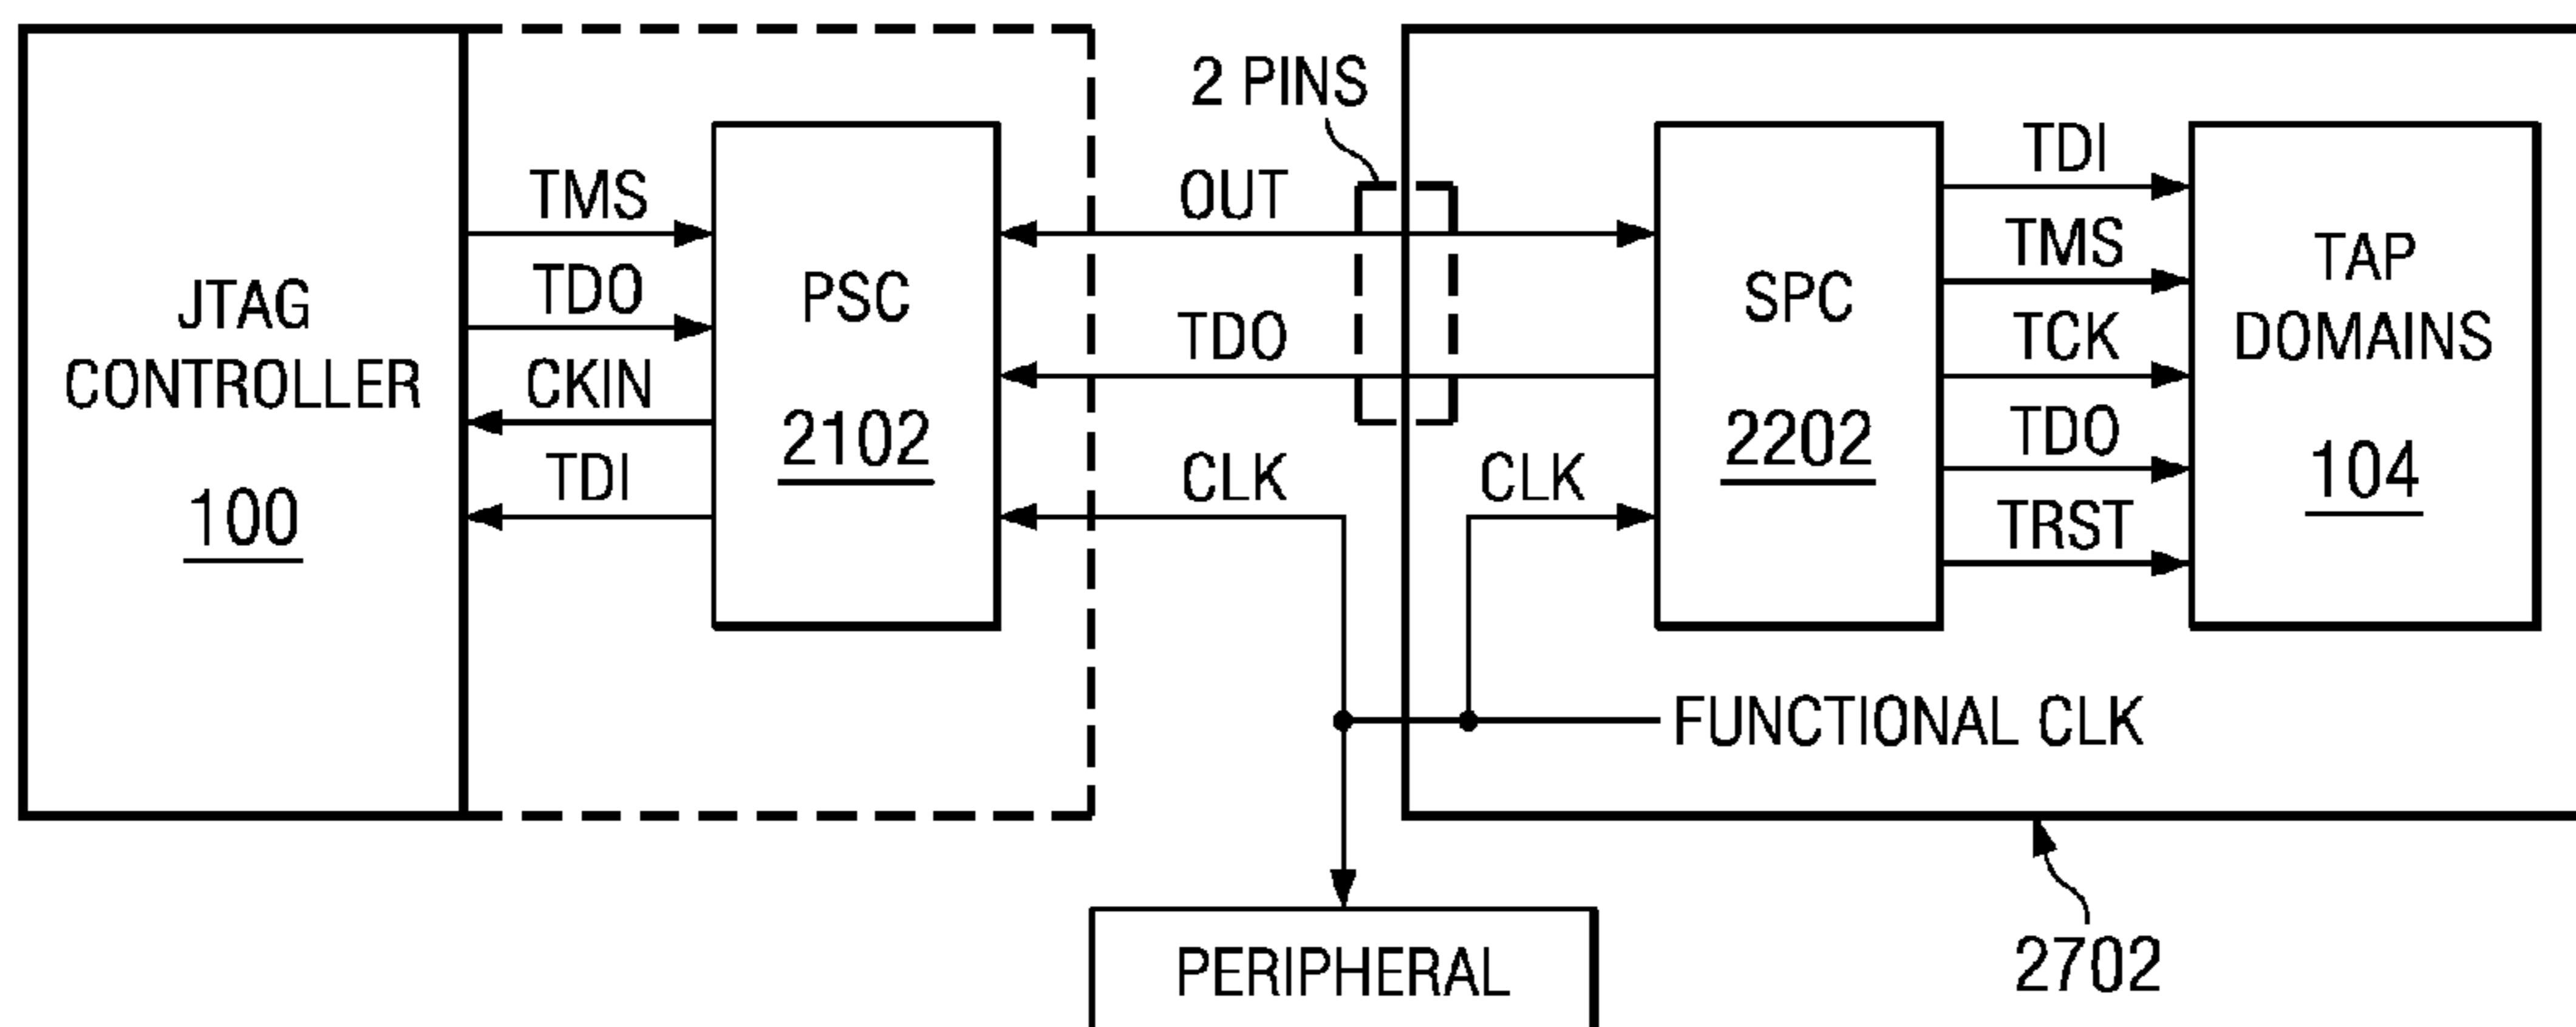 JTAG
CONTROLLER
100
TMS
TDO
CKIN
TDI
PSC
2102
2 PINS
OUT
TDO
CLK
CLK
SPC
2202
TDI
TMS
TCK
TDO
TRST
TAP
DOMAINS
104
FUNCTIONAL CLK
PERIPHERAL
2702